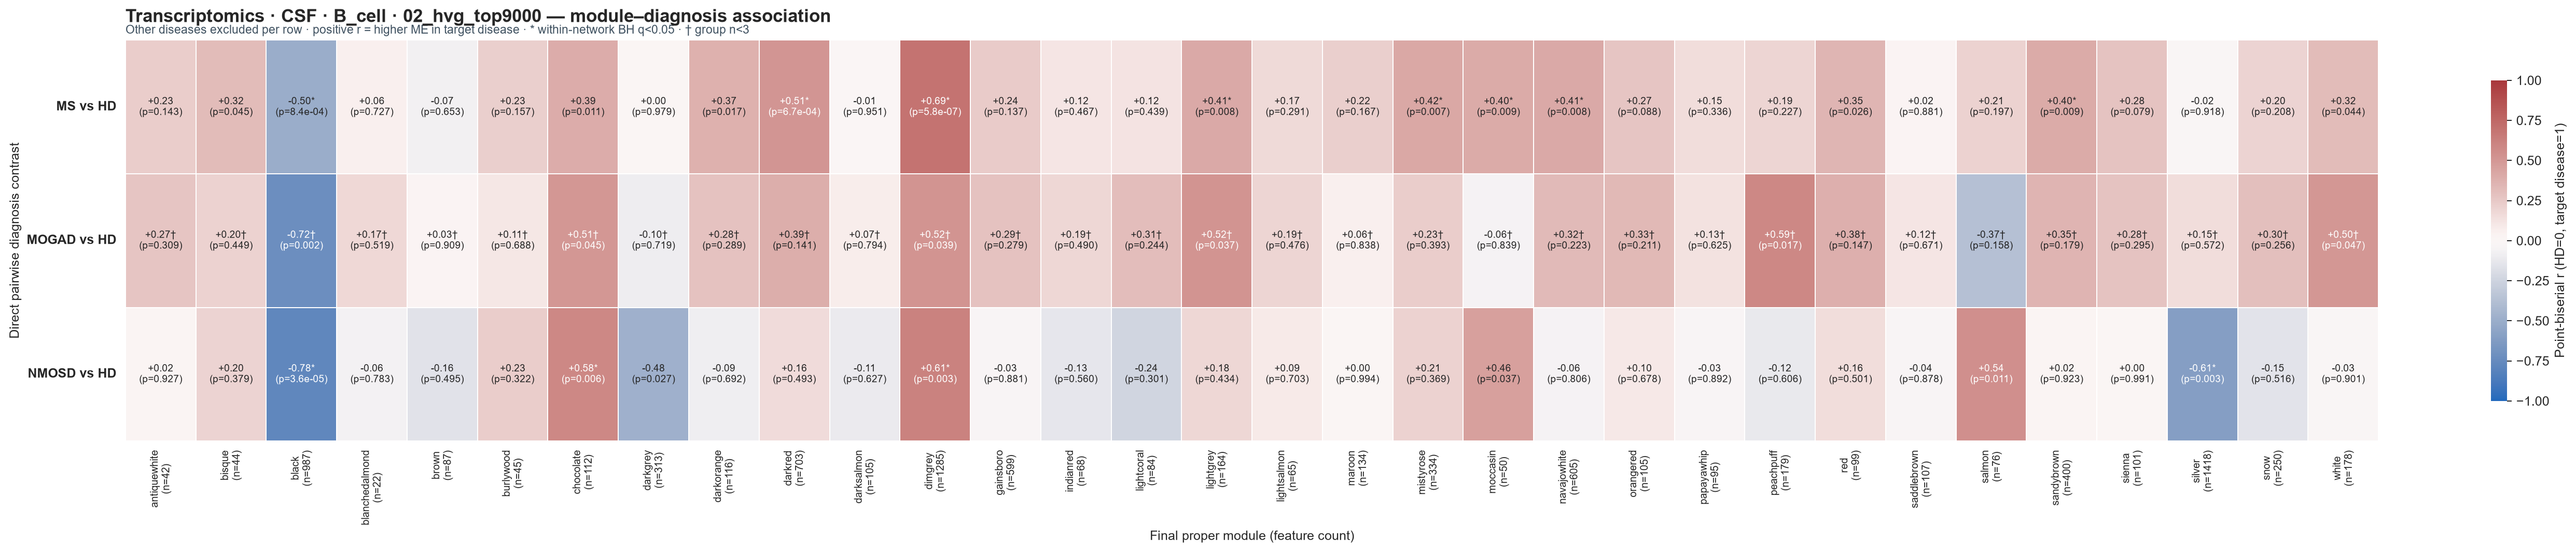 Transcriptomics · CSF · B_cell · 02_hvg_top9000 — module–diagnosis association
Other diseases excluded per row · positive r = higher ME in target disease · * within-network BH q<0.05 · † group n<3
Direct pairwise diagnosis contrast
MS vs HD
+0.23 +0.32 -0.50* +0.06 -0.07 +0.23 +0.39 +0.00 +0.37 +0.51* -0.01 +0.69* +0.24 +0.12 +0.12 +0.41* +0.17 +0.22 +0.42* +0.40* +0.41* +0.27 +0.15 +0.19 +0.35 +0.02 +0.21 +0.40* +0.28 -0.02 +0.20 +0.32
(p=0.143) (p=0.045) (p=8.4e-04) (p=0.727) (p=0.653) (p=0.157) (p=0.011) (p=0.979) (p=0.017) (p=6.7e-04) (p=0.951) (p=5.8e-07) (p=0.137) (p=0.467) (p=0.439) (p=0.008) (p=0.291) (p=0.167) (p=0.007) (p=0.009) (p=0.008) (p=0.088) (p=0.336) (p=0.227) (p=0.026) (p=0.881) (p=0.197) (p=0.009) (p=0.079) (p=0.918) (p=0.208) (p=0.044)
MOGAD vs HD
+0.27† +0.20† -0.72† +0.17† +0.03† +0.11† +0.51† -0.10† +0.28† +0.39† +0.07† +0.52† +0.29† +0.19† +0.31† +0.52† +0.19† +0.06† +0.23† -0.06† +0.32† +0.33† +0.13† +0.59† +0.38† +0.12† -0.37† +0.35† +0.28† +0.15† +0.30† +0.50†
(p=0.309) (p=0.449) (p=0.002) (p=0.519) (p=0.909) (p=0.688) (p=0.045) (p=0.719) (p=0.289) (p=0.141) (p=0.794) (p=0.039) (p=0.279) (p=0.490) (p=0.244) (p=0.037) (p=0.476) (p=0.838) (p=0.393) (p=0.839) (p=0.223) (p=0.211) (p=0.625) (p=0.017) (p=0.147) (p=0.671) (p=0.158) (p=0.179) (p=0.295) (p=0.572) (p=0.256) (p=0.047)
NMOSD vs HD
+0.02 +0.20 -0.78* -0.06 -0.16 +0.23 +0.58* -0.48 -0.09 +0.16 -0.11 +0.61* -0.03 -0.13 -0.24 +0.18 +0.09 +0.00 +0.21 +0.46 -0.06 +0.10 -0.03 -0.12 +0.16 -0.04 +0.54 +0.02 +0.00 -0.61* -0.15 -0.03
(p=0.927) (p=0.379) (p=3.6e-05) (p=0.783) (p=0.495) (p=0.322) (p=0.006) (p=0.027) (p=0.692) (p=0.493) (p=0.627) (p=0.003) (p=0.881) (p=0.560) (p=0.301) (p=0.434) (p=0.703) (p=0.994) (p=0.369) (p=0.037) (p=0.806) (p=0.678) (p=0.892) (p=0.606) (p=0.501) (p=0.878) (p=0.011) (p=0.923) (p=0.991) (p=0.003) (p=0.516) (p=0.901)
antiquewhite
(n=42)
bisque
(n=44)
black
(n=987)
blanchedalmond
(n=22)
brown
(n=87)
burlywood
(n=45)
chocolate
(n=112)
darkgrey
(n=313)
darkorange
(n=116)
darkred
(n=703)
darksalmon
(n=105)
dimgrey
(n=1285)
gainsboro
(n=599)
indianred
(n=68)
lightcoral
(n=84)
lightgrey
(n=164)
lightsalmon
(n=65)
maroon
(n=134)
mistyrose
(n=334)
moccasin
(n=50)
navajowhite
(n=605)
orangered
(n=105)
papayawhip
(n=95)
peachpuff
(n=179)
red
(n=99)
saddlebrown
(n=107)
salmon
(n=76)
sandybrown
(n=400)
sienna
(n=101)
silver
(n=1418)
snow
(n=250)
white
(n=178)
Final proper module (feature count)
1.00
0.75
0.50
0.25
0.00
−0.25
−0.50
−0.75
−1.00
Point-biserial r (HD=0, target disease=1)